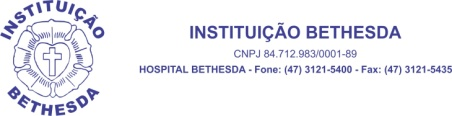 INSTITUIÇÃO
BETHESDA
INSTITUIÇÃO BETHESDA
CNPJ 84.712.983/0001-89
HOSPITAL BETHESDA - Fone: (47) 3121-5400 - Fax: (47) 3121-5435